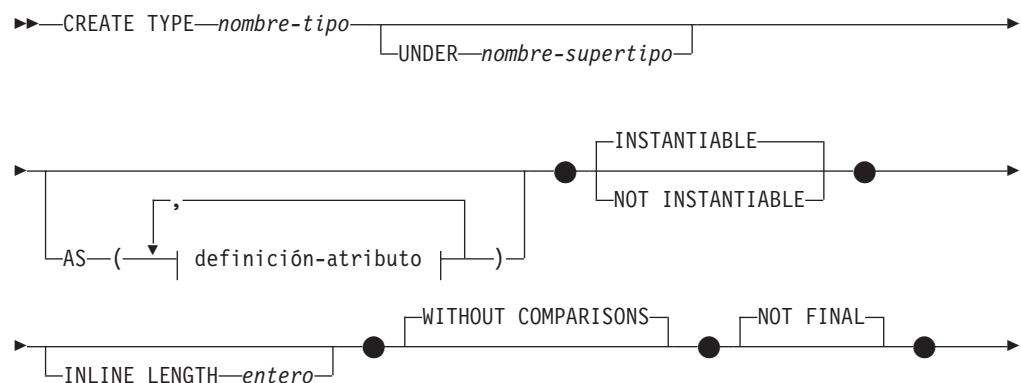 CREATE TYPE nombre-tipo
UNDER nombre-supertipo
INSTANTIABLE
NOT INSTANTIABLE
,
AS ( definición-atributo )
WITHOUT COMPARISONS NOT FINAL
INLINE LENGTH entero